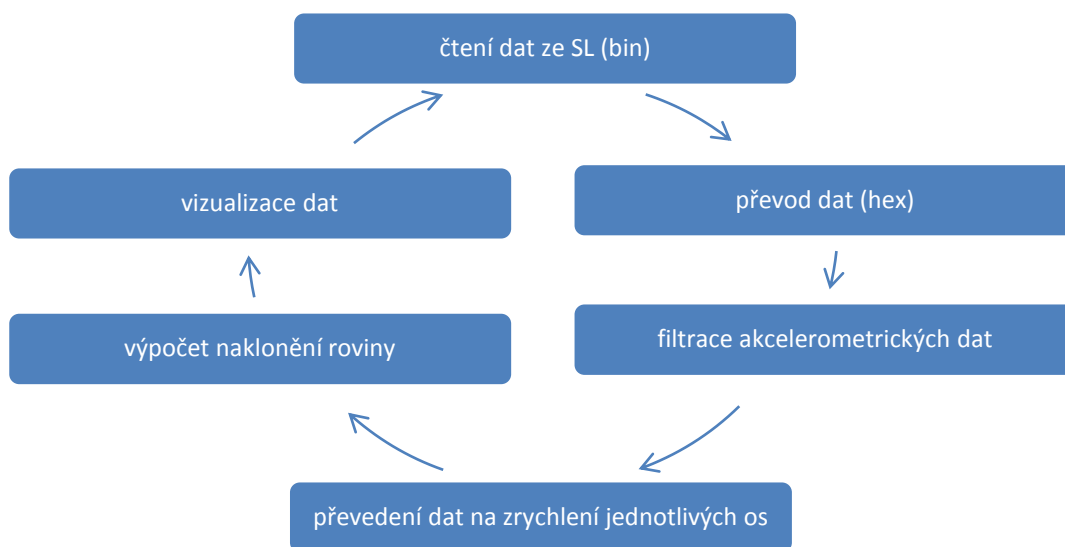 čtení dat ze SL (bin)
vizualizace dat
převod dat (hex)
výpočet naklonění roviny
filtrace akcelerometrických dat
převedení dat na zrychlení jednotlivých os